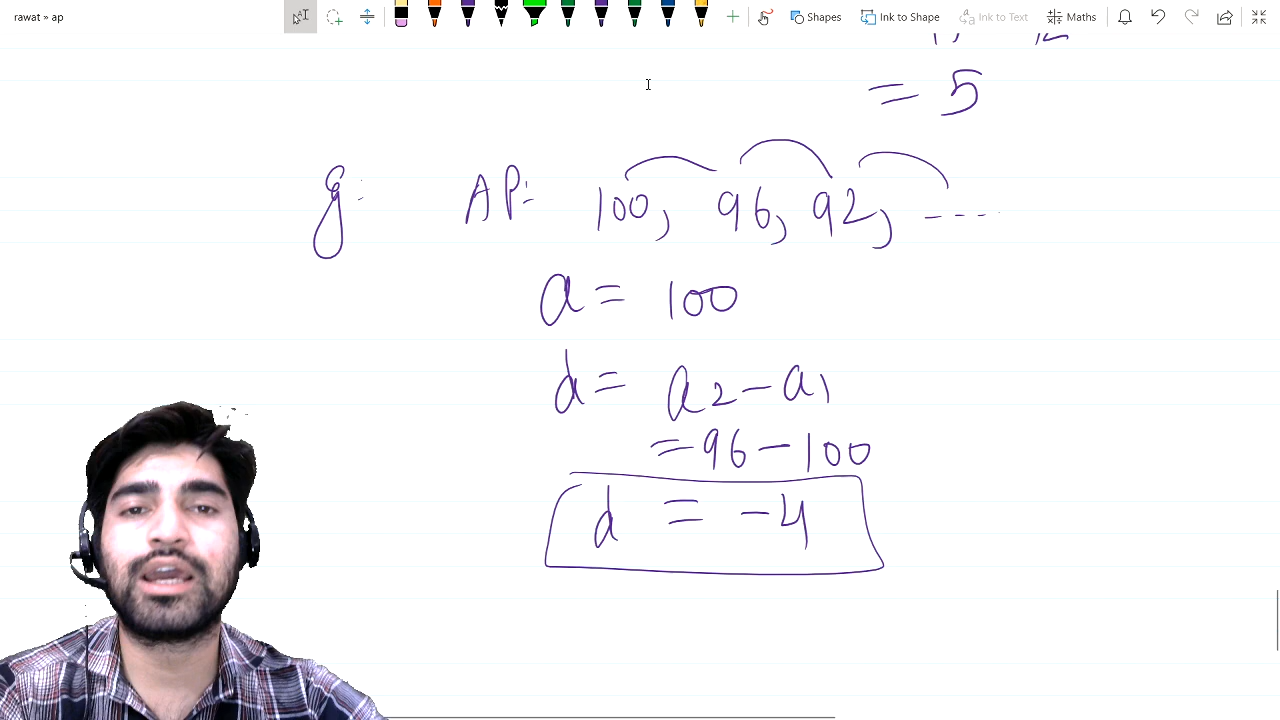 rawat » ap
Shapes
Ink to Shape
Ink to Text
Maths
= 5
AP: 100, 96, 92, ----
a = 100
d = a2 - a1
= 96 - 100
d = -4